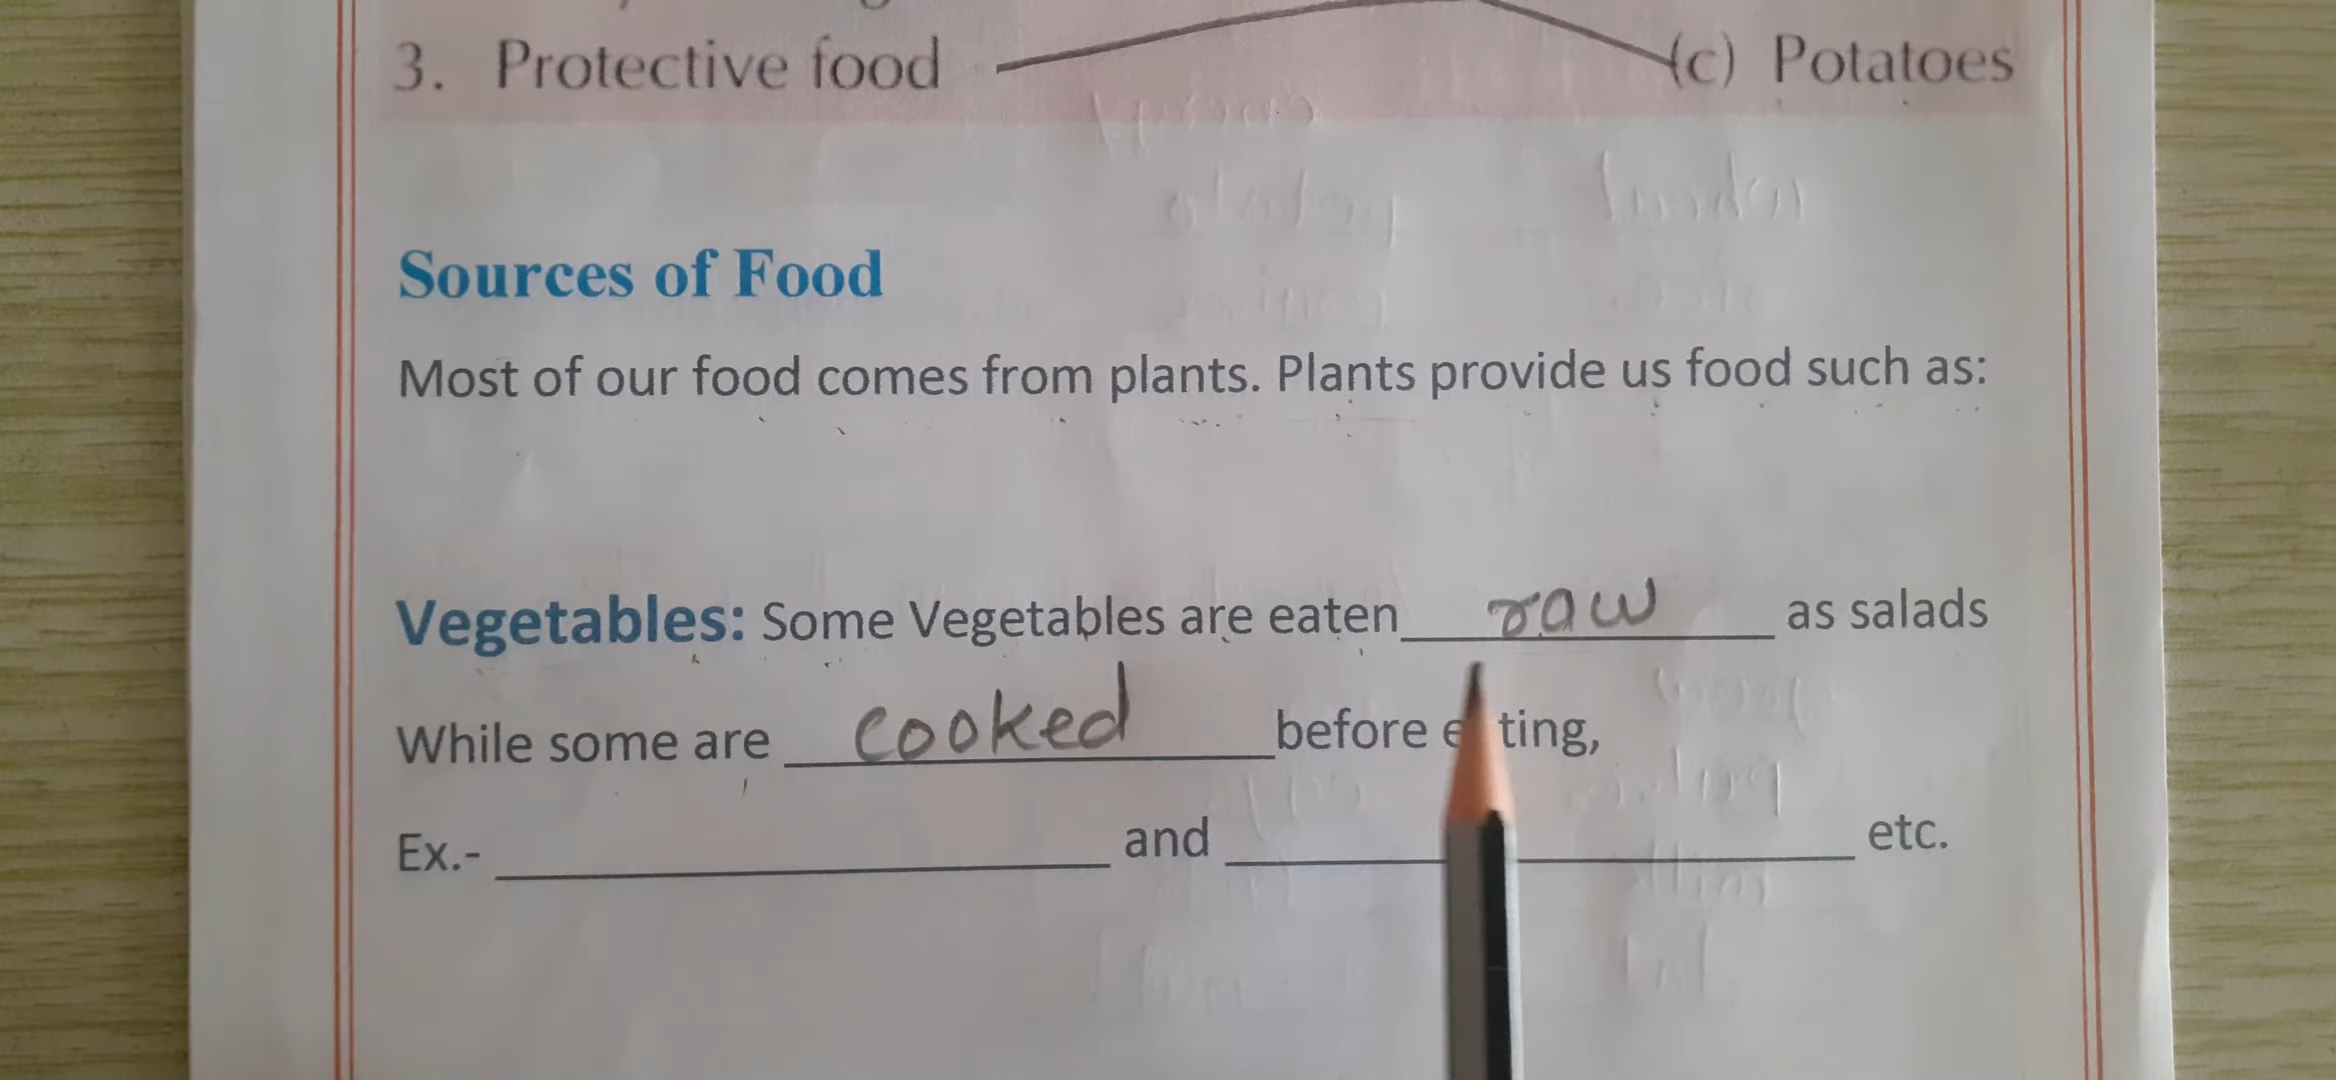 3. Protective food (c) Potatoes
Sources of Food
Most of our food comes from plants. Plants provide us food such as:
Vegetables: Some Vegetables are eaten raw as salads
While some are cooked before eating,
Ex.- and etc.